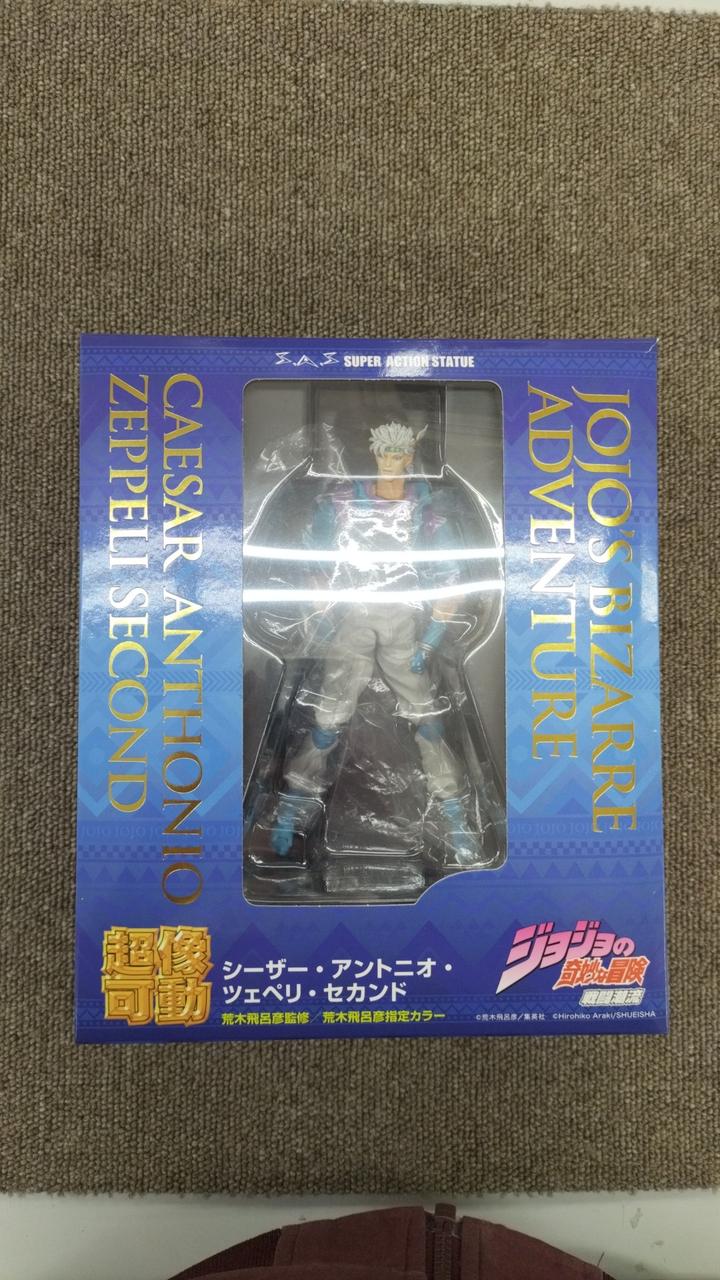 S.A.S SUPER ACTION STATUE
CAESAR ANTHONIO
ZEPPELI SECOND
JOJO'S BIZARRE
ADVENTURE
超像
可動
シーザー・アントニオ・
ツェペリ・セカンド
荒木飛呂彦監修／荒木飛呂彦指定カラー
ジョジョの
奇妙な冒険
戦闘潮流
©荒木飛呂彦／集英社 ©Hirohiko Araki/SHUEISHA